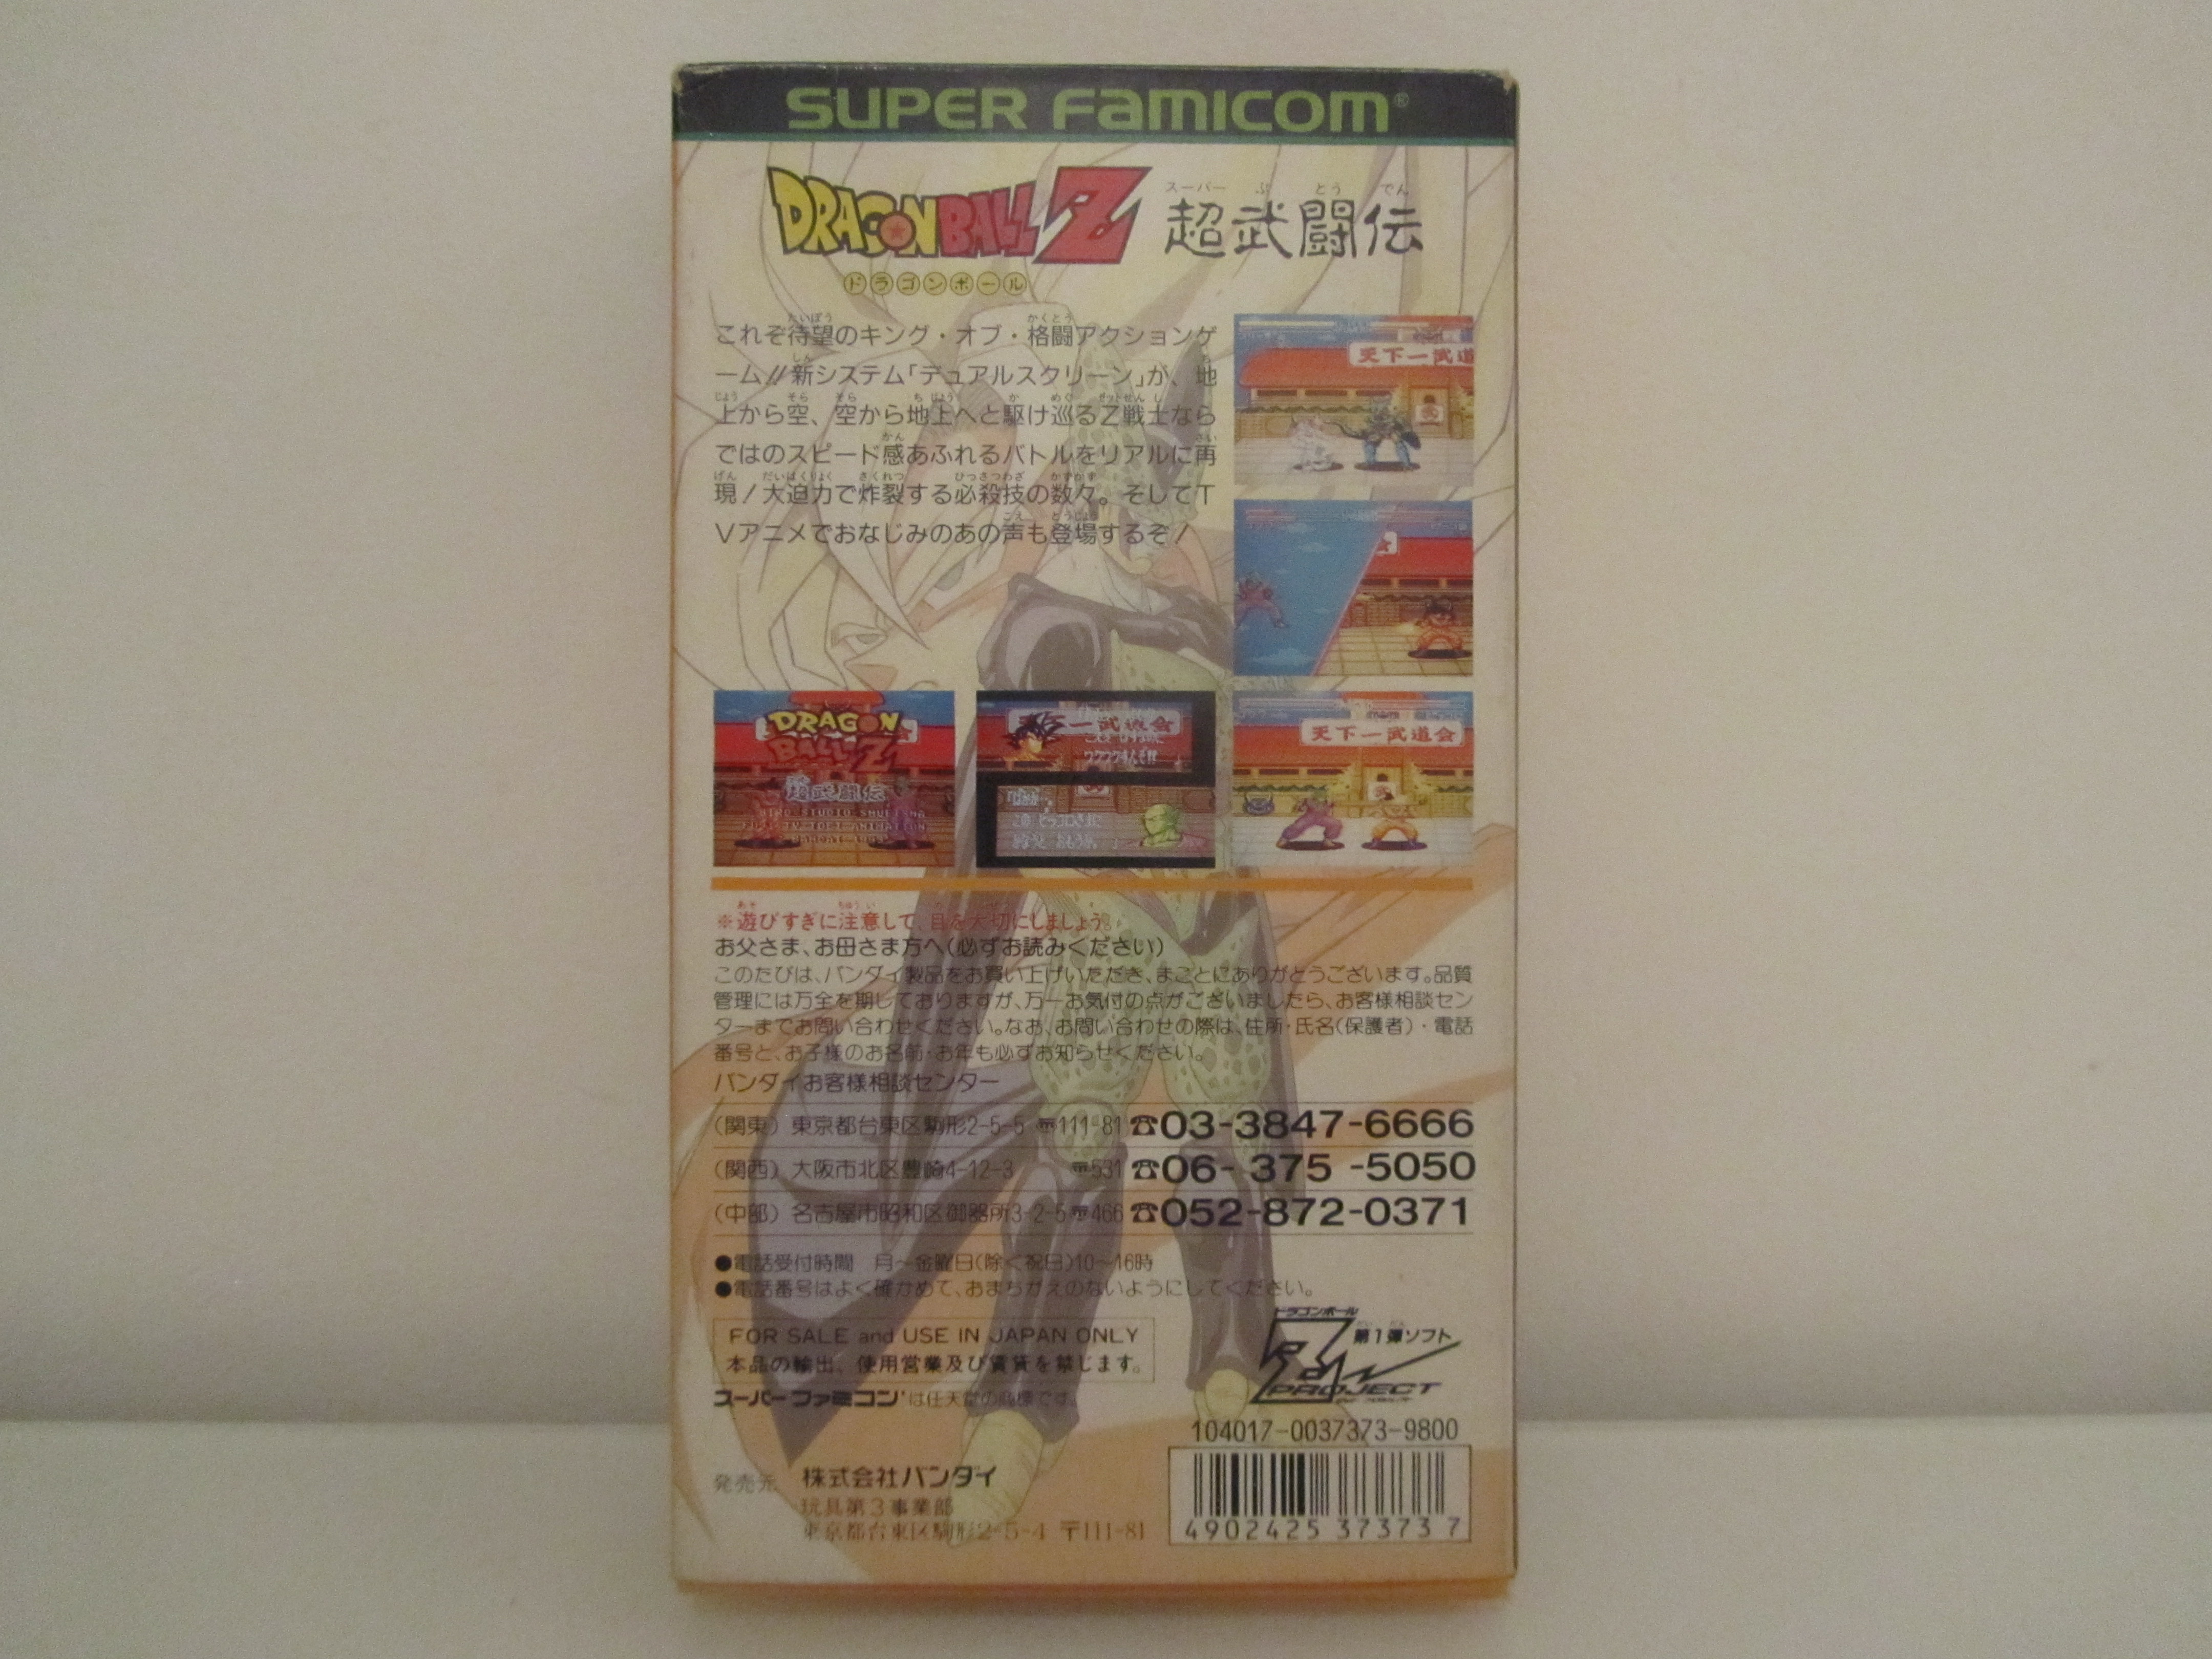 SUPER FAMICOM®
DRAGON BALL Z
スーパー ぶ とう でん
超武闘伝
ドラゴンボール
これぞ待望のキング・オブ・格闘アクションゲ
ーム!!新システム「デュアルスクリーン」が、地
上から空、空から地上へと駆け巡るZ戦士なら
ではのスピード感あふれるバトルをリアルに再
現!大迫力で炸裂する必殺技の数々。そしてT
Vアニメでおなじみのあの声も登場するぞ!
天下一武道
DRAGON
BALL Z
超武闘伝
一武道会
ワクワクすんぞ!!
天下一武道会
※遊びすぎに注意して、目を大切にしましょう。
お父さま、お母さま方へ(必ずお読みください)
このたびは、バンダイ製品をお買い上げいただき、まことにありがとうございます。品質
管理には万全を期しておりますが、万一お気付の点がございましたら、お客様相談セン
ターまでお問い合わせください。なお、お問い合わせの際は、住所・氏名(保護者)・電話
番号と、お子様のお名前・お年も必ずお知らせください。
バンダイお客様相談センター
(関東) 東京都台東区駒形2-5-5 〒111-81 ☎03-3847-6666
(関西) 大阪市北区豊崎4-12-3 〒531 ☎06-375-5050
(中部) 名古屋市昭和区御器所3-2-5 〒466 ☎052-872-0371
●電話受付時間 月〜金曜日(除く祝日)10〜16時
●電話番号はよく確かめて、おまちがえのないようにしてください。
FOR SALE and USE IN JAPAN ONLY
本品の輸出、使用営業及び賃貸を禁じます。
スーパーファミコン®は任天堂の商標です。
ドラゴンボール
Z 第1弾ソフト
PROJECT
104017-0037373-9800
発売元 株式会社バンダイ
玩具第3事業部
東京都台東区駒形2-5-4 〒111-81
4902425 373737